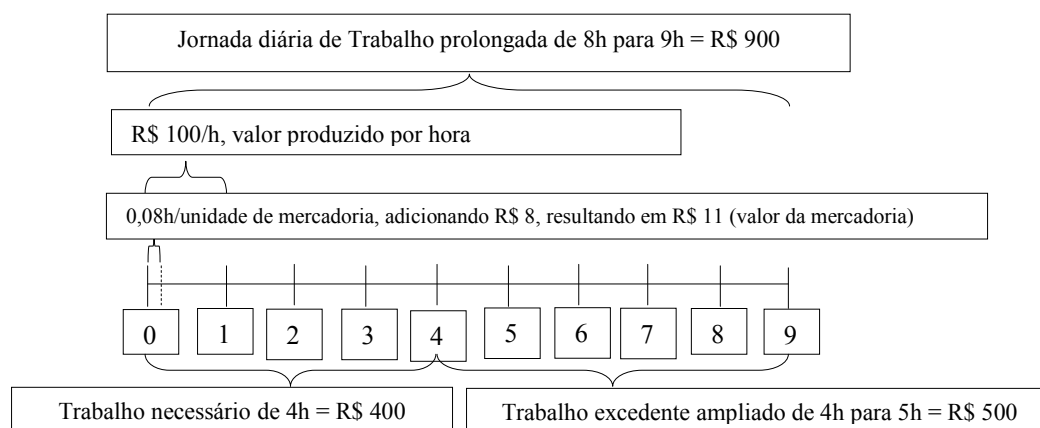 Jornada diária de Trabalho prolongada de 8h para 9h = R$ 900
R$ 100/h, valor produzido por hora
0,08h/unidade de mercadoria, adicionando R$ 8, resultando em R$ 11 (valor da mercadoria)
0 1 2 3 4 5 6 7 8 9
Trabalho necessário de 4h = R$ 400 Trabalho excedente ampliado de 4h para 5h = R$ 500